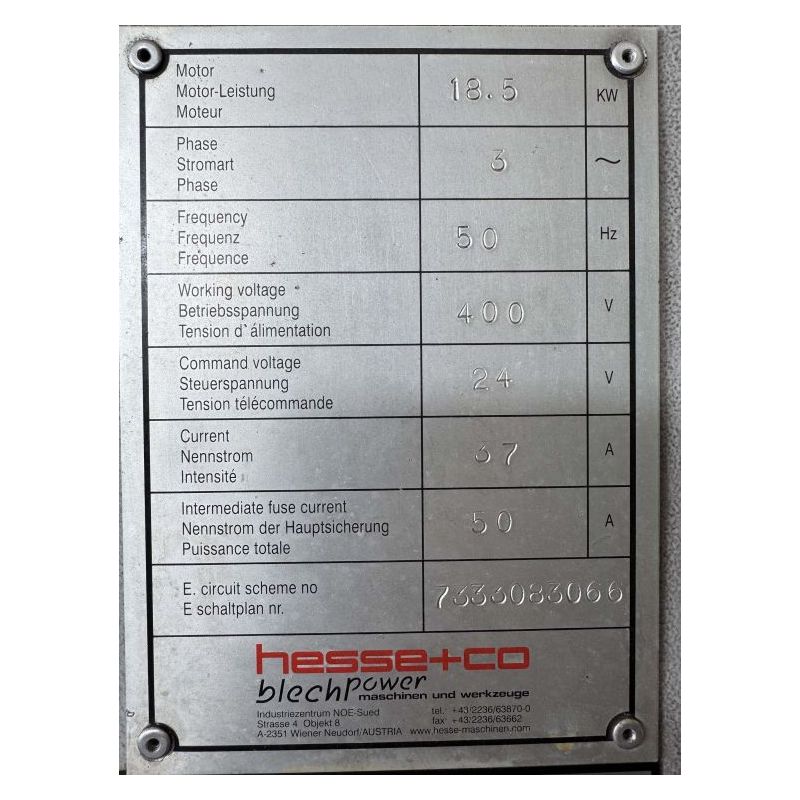 Motor
Motor-Leistung
Moteur
18.5
KW
Phase
Stromart
Phase
3
~
Frequency
Frequenz
Frequence
50
Hz
Working voltage
Betriebsspannung
Tension d`álimentation
400
V
Command voltage
Steuerspannung
Tension télécommande
24
V
Current
Nennstrom
Intensité
37
A
Intermediate fuse current
Nennstrom der Hauptsicherung
Puissance totale
50
A
E. circuit scheme no
E schaltplan nr.
7333083066
hesse+co
blechpower
maschinen und werkzeuge
Industriezentrum NOE-Sued
Strasse 4 Objekt 8
A-2351 Wiener Neudorf/AUSTRIA
tel. +43/2236/63870-0
fax +43/2236/63662
www.hesse-maschinen.com